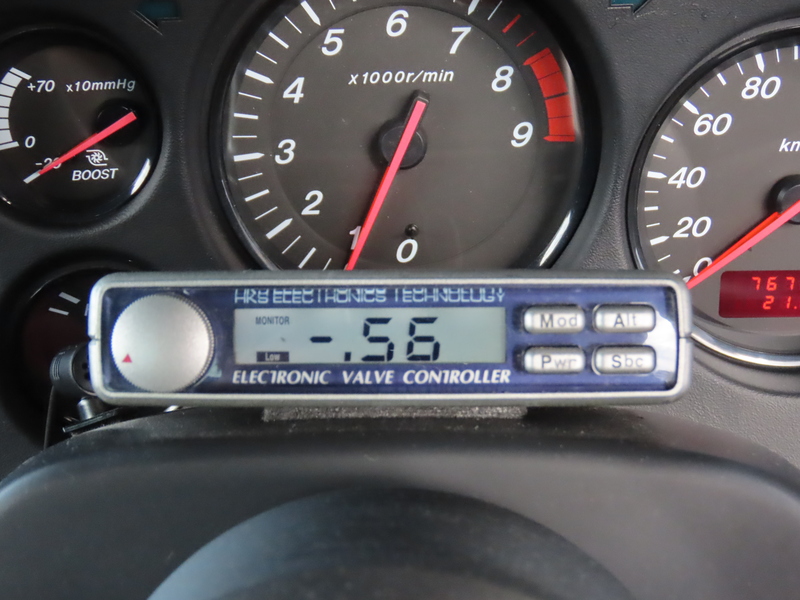 +70 x10mmHg
0
BOOST
x1000r/min
0
1
2
3
4
5
6
7
8
9
0
20
40
60
80
km
767
21.
HKS ELECTRONICS TECHNOLOGY
MONITOR
Low
-.56
ELECTRONIC VALVE CONTROLLER
Mod
Alt
Pwr
Sbc